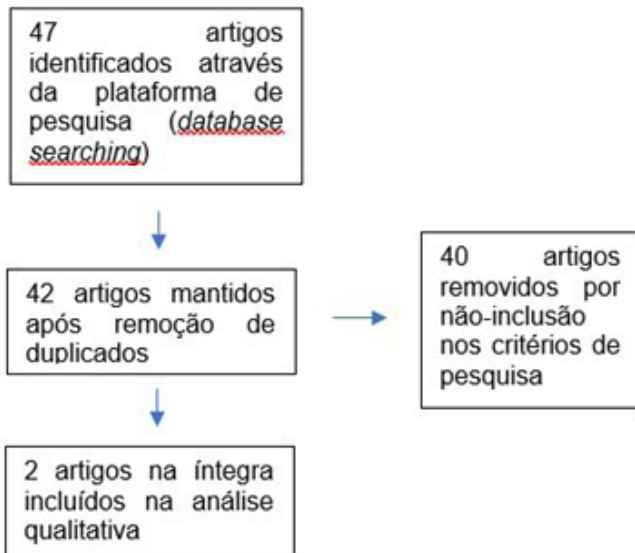 47 artigos
identificados através
da plataforma de
pesquisa (database
searching)
42 artigos mantidos
após remoção de
duplicados
40 artigos
removidos por
não-inclusão
nos critérios de
pesquisa
2 artigos na íntegra
incluídos na análise
qualitativa